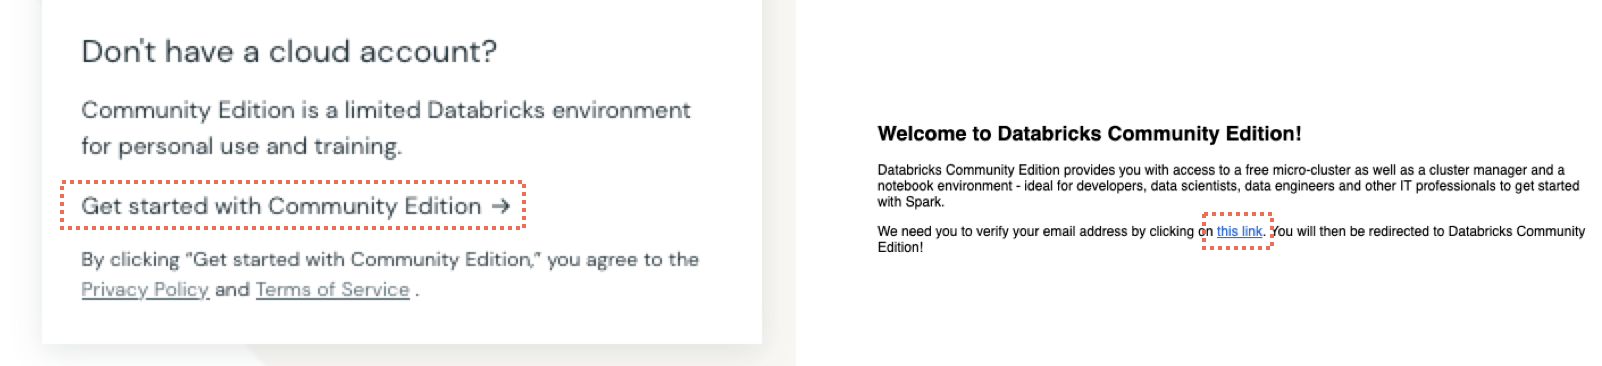 Don't have a cloud account?
Community Edition is a limited Databricks environment
for personal use and training.
Get started with Community Edition →
By clicking “Get started with Community Edition,” you agree to the
Privacy Policy and Terms of Service .
Welcome to Databricks Community Edition!
Databricks Community Edition provides you with access to a free micro-cluster as well as a cluster manager and a
notebook environment - ideal for developers, data scientists, data engineers and other IT professionals to get started
with Spark.
We need you to verify your email address by clicking on this link. You will then be redirected to Databricks Community
Edition!